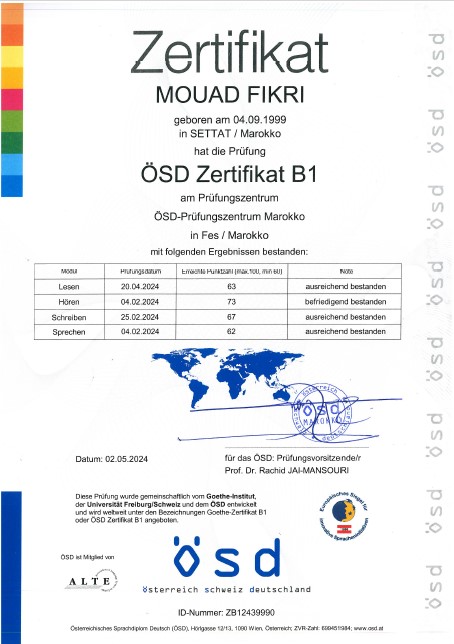 Zertifikat
MOUAD FIKRI
geboren am 04.09.1999
in SETTAT / Marokko
hat die Prüfung
ÖSD Zertifikat B1
am Prüfungszentrum
ÖSD-Prüfungszentrum Marokko
in Fes / Marokko
mit folgenden Ergebnissen bestanden:
Modul Prüfungsdatum Erreichte Punktzahl (max.100, min 60) Note
Lesen 20.04.2024 63 ausreichend bestanden
Hören 04.02.2024 73 befriedigend bestanden
Schreiben 25.02.2024 67 ausreichend bestanden
Sprechen 04.02.2024 62 ausreichend bestanden
österreich
ösd
MAROKKO
deutschland
Datum: 02.05.2024
für das ÖSD: Prüfungsvorsitzende/r
Prof. Dr. Rachid JAI-MANSOURI
Diese Prüfung wurde gemeinschaftlich vom Goethe-Institut,
der Universität Freiburg/Schweiz und dem ÖSD entwickelt
und wird weltweit unter den Bezeichnungen Goethe-Zertifikat B1
oder ÖSD Zertifikat B1 angeboten.
Europäisches Siegel für
innovative Spracheninitiativen
ÖSD ist Mitglied von
ALTE
ösd
österreich schweiz deutschland
ID-Nummer: ZB12439990
Österreichisches Sprachdiplom Deutsch (ÖSD), Hörlgasse 12/13, 1090 Wien, Österreich; ZVR-Zahl: 699451984; www.osd.at
ösd
ösd
ösd
ösd
ösd
ösd
ösd
ösd